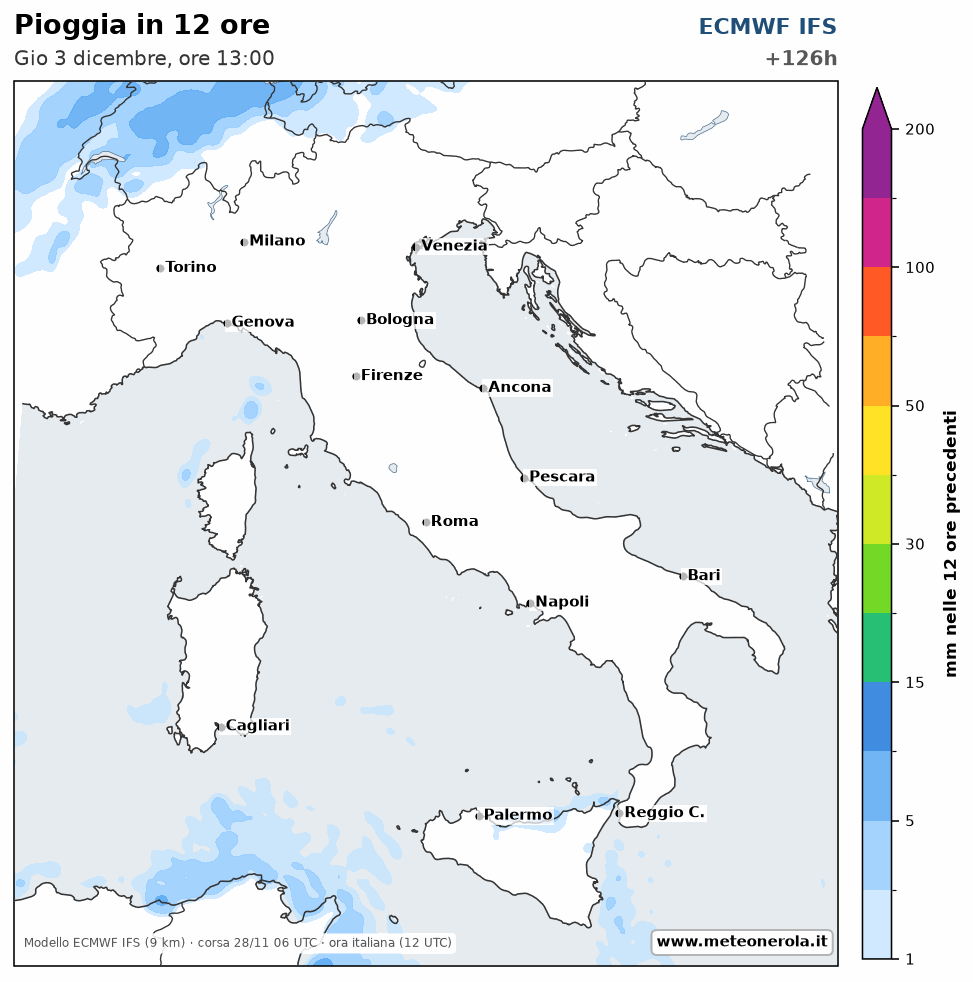 Pioggia in 12 ore
ECMWF IFS
Gio 3 dicembre, ore 13:00
+126h
200
100
50
30
15
5
1
mm nelle 12 ore precedenti
Milano
Venezia
Torino
Genova
Bologna
Firenze
Ancona
Pescara
Roma
Bari
Napoli
Cagliari
Palermo
Reggio C.
Modello ECMWF IFS (9 km) · corsa 28/11 06 UTC · ora italiana (12 UTC)
www.meteonerola.it